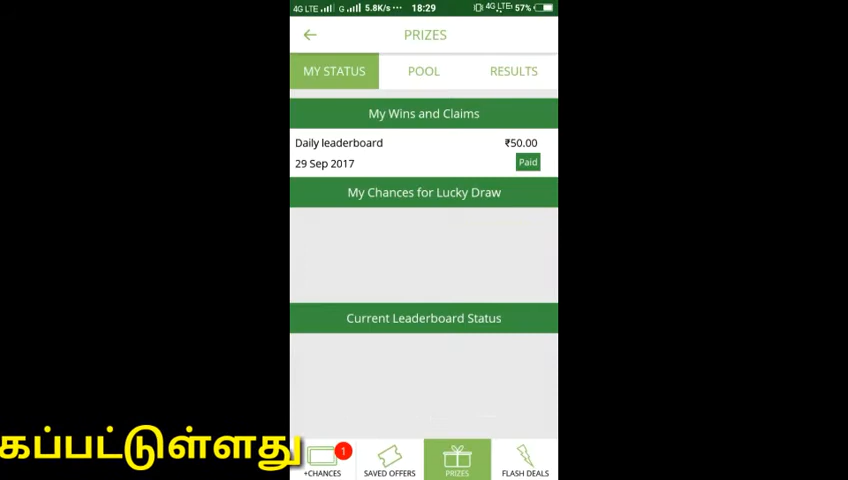 4G LTE G 5.8K/s ··· 18:29 4G LTE 57%
PRIZES
MY STATUS POOL RESULTS
My Wins and Claims
Daily leaderboard ₹50.00
29 Sep 2017 Paid
My Chances for Lucky Draw
Current Leaderboard Status
கப்பட்டுள்ளது
1
+CHANCES SAVED OFFERS PRIZES FLASH DEALS